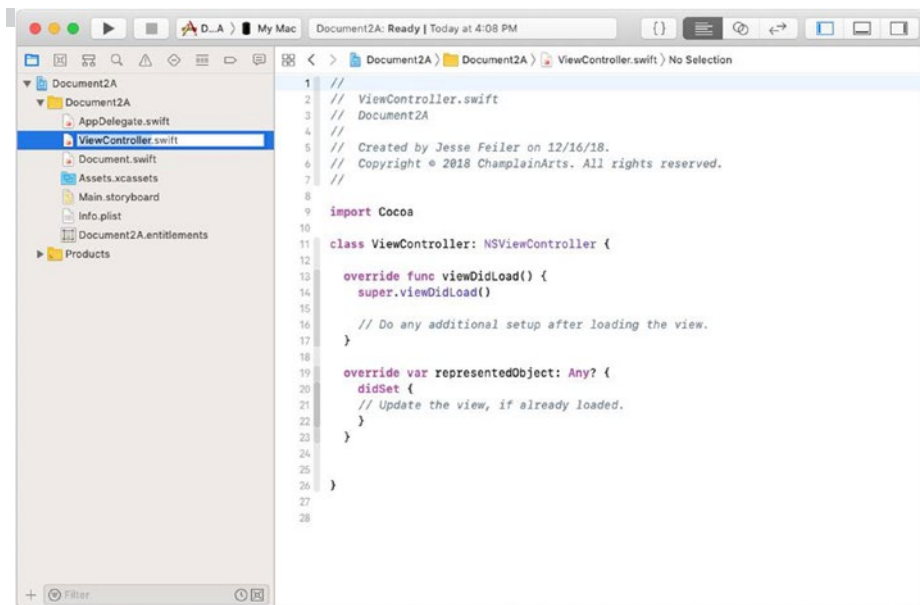 D...A ⟩ My Mac
Document2A: Ready | Today at 4:08 PM
Document2A ⟩ Document2A ⟩ ViewController.swift ⟩ No Selection
Document2A
Document2A
AppDelegate.swift
ViewController.swift
Document.swift
Assets.xcassets
Main.storyboard
Info.plist
Document2A.entitlements
Products
Filter
1 //
2 //  ViewController.swift
3 //  Document2A
4 //
5 //  Created by Jesse Feiler on 12/16/18.
6 //  Copyright © 2018 ChamplainArts. All rights reserved.
7 //
8
9 import Cocoa
10
11 class ViewController: NSViewController {
12
13   override func viewDidLoad() {
14     super.viewDidLoad()
15
16     // Do any additional setup after loading the view.
17   }
18
19   override var representedObject: Any? {
20     didSet {
21     // Update the view, if already loaded.
22     }
23   }
24
25
26 }
27
28